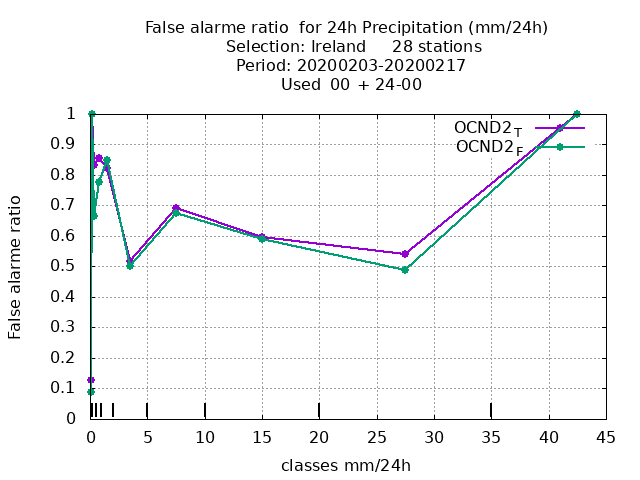 False alarme ratio  for 24h Precipitation (mm/24h)
Selection: Ireland     28 stations
Period: 20200203-20200217
Used  00 + 24-00
OCND2T
OCND2F
1
0.9
0.8
0.7
0.6
0.5
0.4
0.3
0.2
0.1
0
False alarme ratio
0 5 10 15 20 25 30 35 40 45
classes mm/24h